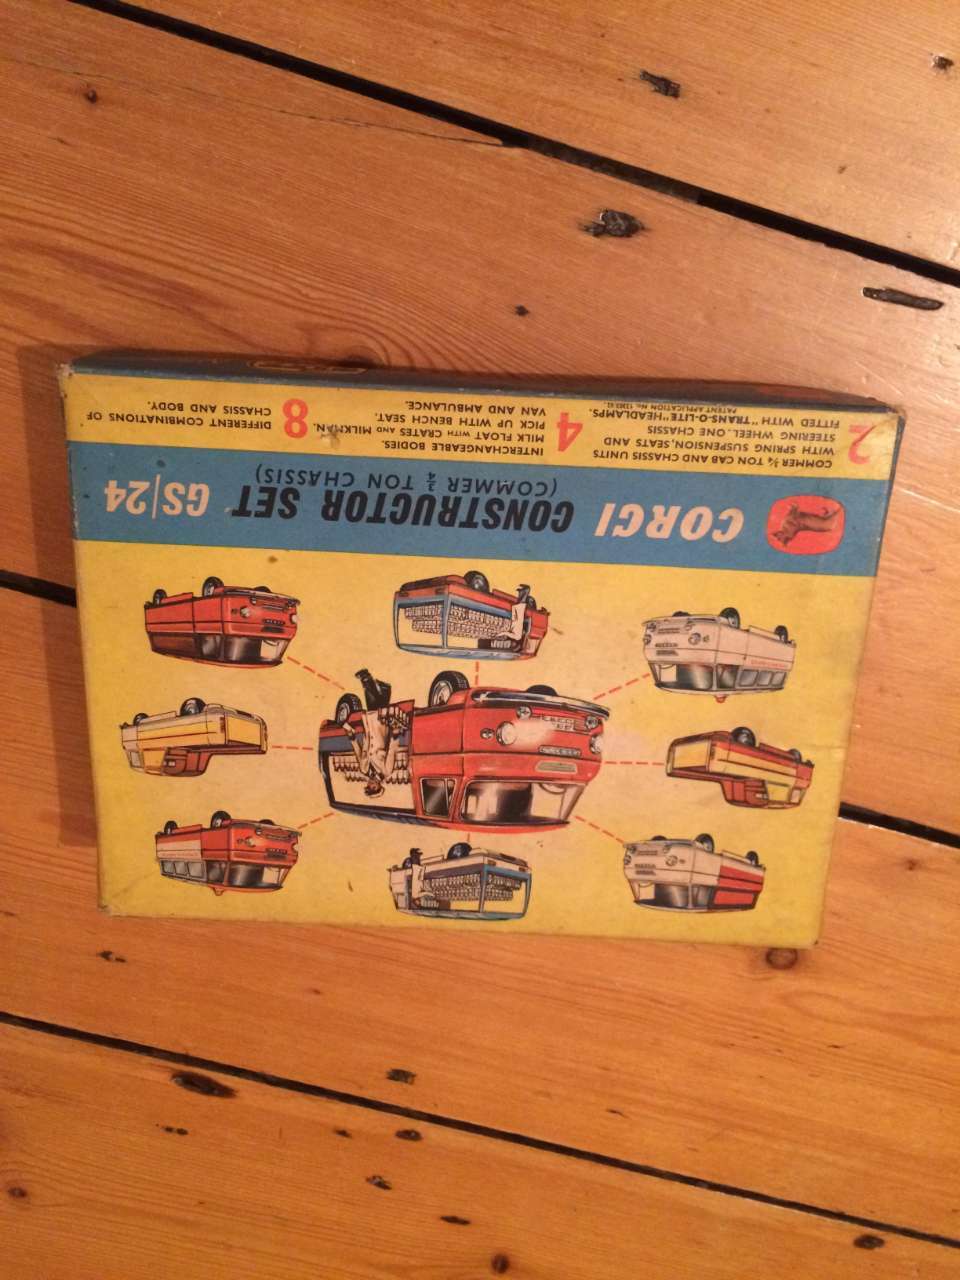 CORGI CONSTRUCTOR SET GS/24
(COMMER ¾ TON CHASSIS)
2
COMMER ¾ TON CAB AND CHASSIS UNITS
WITH SPRING SUSPENSION, SEATS AND
STEERING WHEEL. ONE CHASSIS
FITTED WITH "TRANS-O-LITE" HEADLAMPS.
PATENT APPLICATION No.
4
INTERCHANGEABLE BODIES.
MILK FLOAT WITH CRATES AND MILKMAN.
PICK UP WITH BENCH SEAT.
VAN AND AMBULANCE.
8
DIFFERENT COMBINATIONS OF
CHASSIS AND BODY.